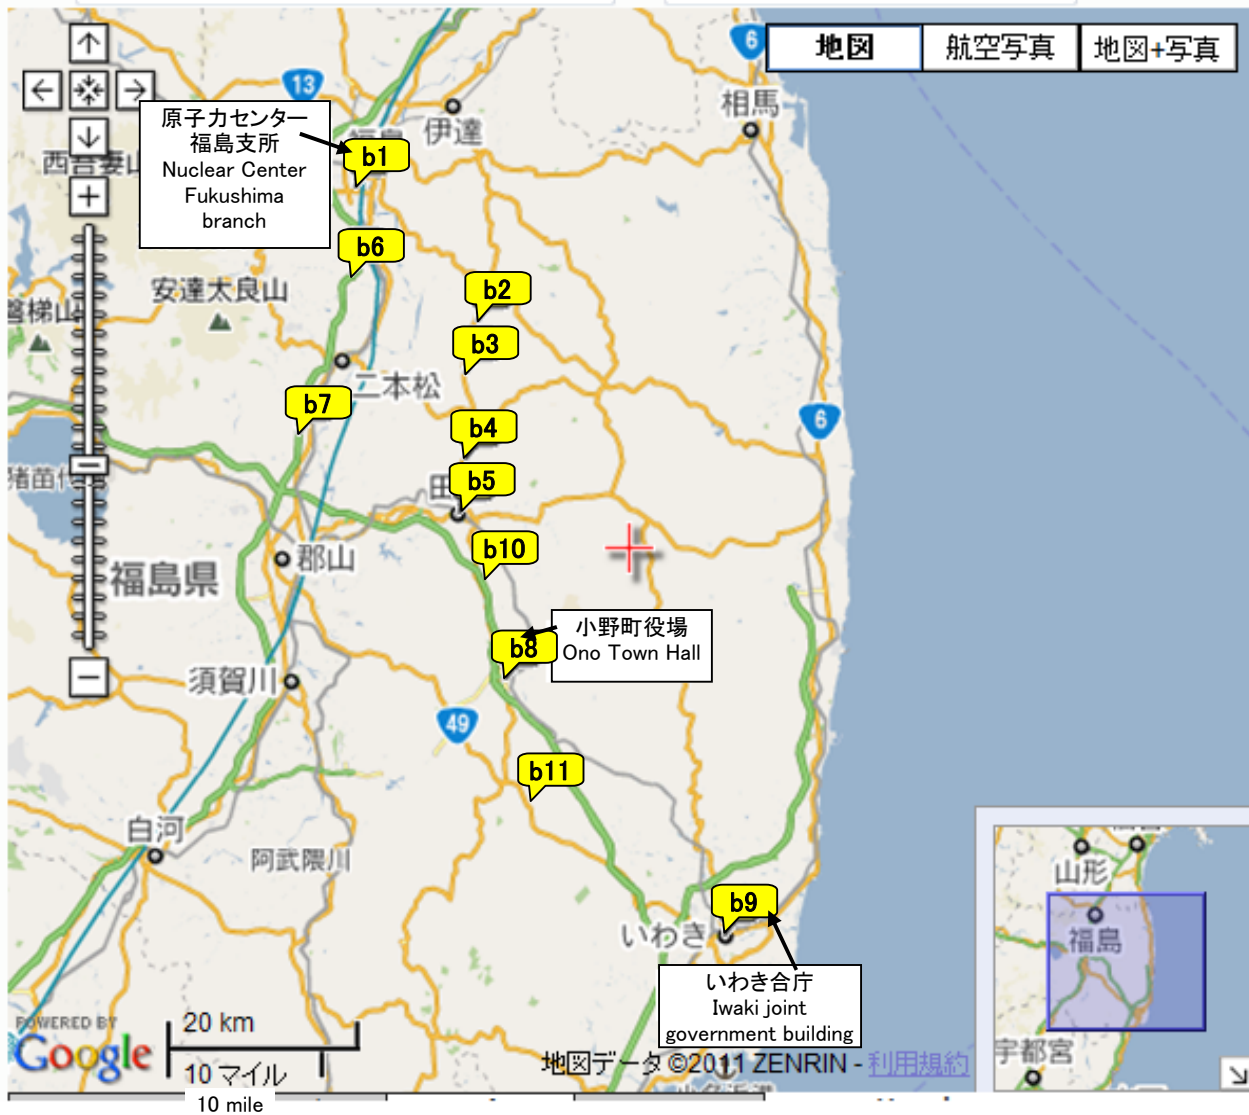 地図
航空写真
地図+写真
6
13
相馬
伊達
原子力センター
福島支所
Nuclear Center
Fukushima
branch
b1
b6
b2
安達太良山
b3
二本松
b7
b4
6
b5
b10
郡山
福島県
小野町役場
Ono Town Hall
b8
須賀川
49
b11
白河
阿武隈川
b9
いわき
いわき合庁
Iwaki joint
government building
山形
福島
宇都宮
POWERED BY
Google
20 km
10 マイル
10 mile
地図データ ©2011 ZENRIN - 利用規約